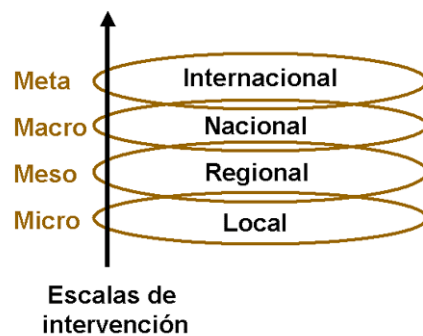 Meta Internacional
Macro Nacional
Meso Regional
Micro Local
Escalas de
intervención